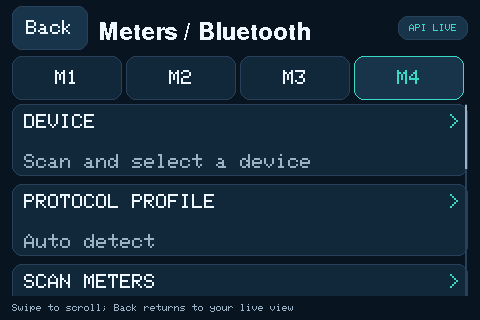 Back
Meters / Bluetooth
API LIVE
M1
M2
M3
M4
DEVICE
Scan and select a device
PROTOCOL PROFILE
Auto detect
SCAN METERS
Swipe to scroll; Back returns to your live view